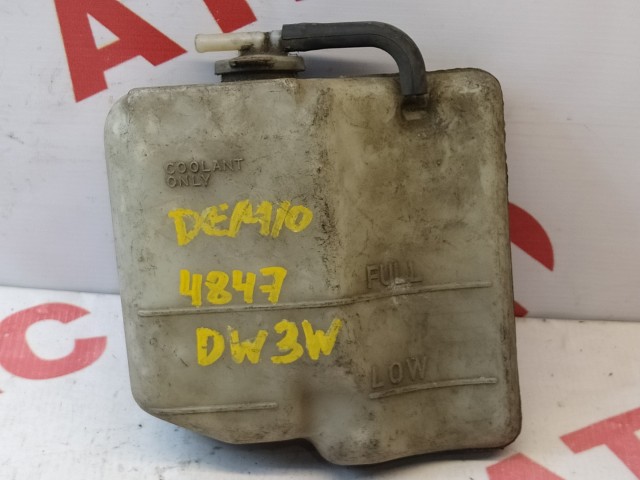 COOLANT
ONLY
DEMIO
4847
FULL
DW3W
LOW